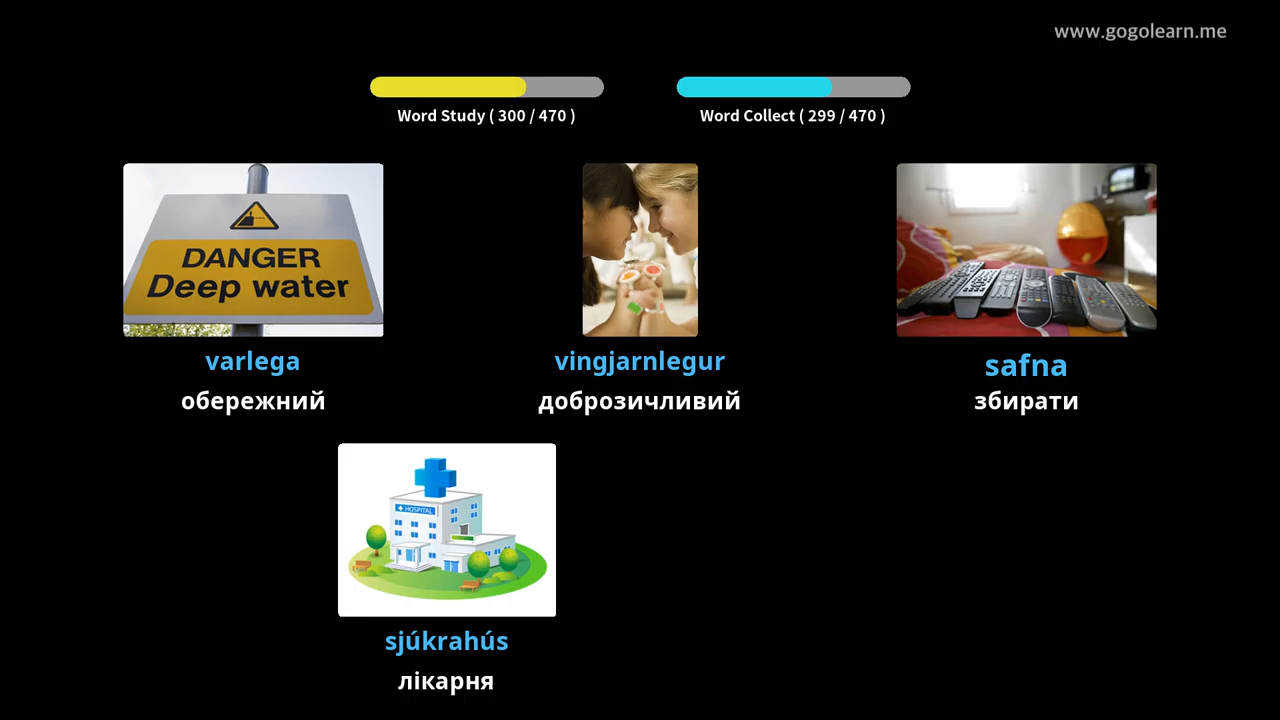 www.gogolearn.me
Word Study ( 300 / 470 )
Word Collect ( 299 / 470 )
DANGER
Deep water
varlega
обережний
vingjarnlegur
доброзичливий
safna
збирати
HOSPITAL
sjúkrahús
лікарня